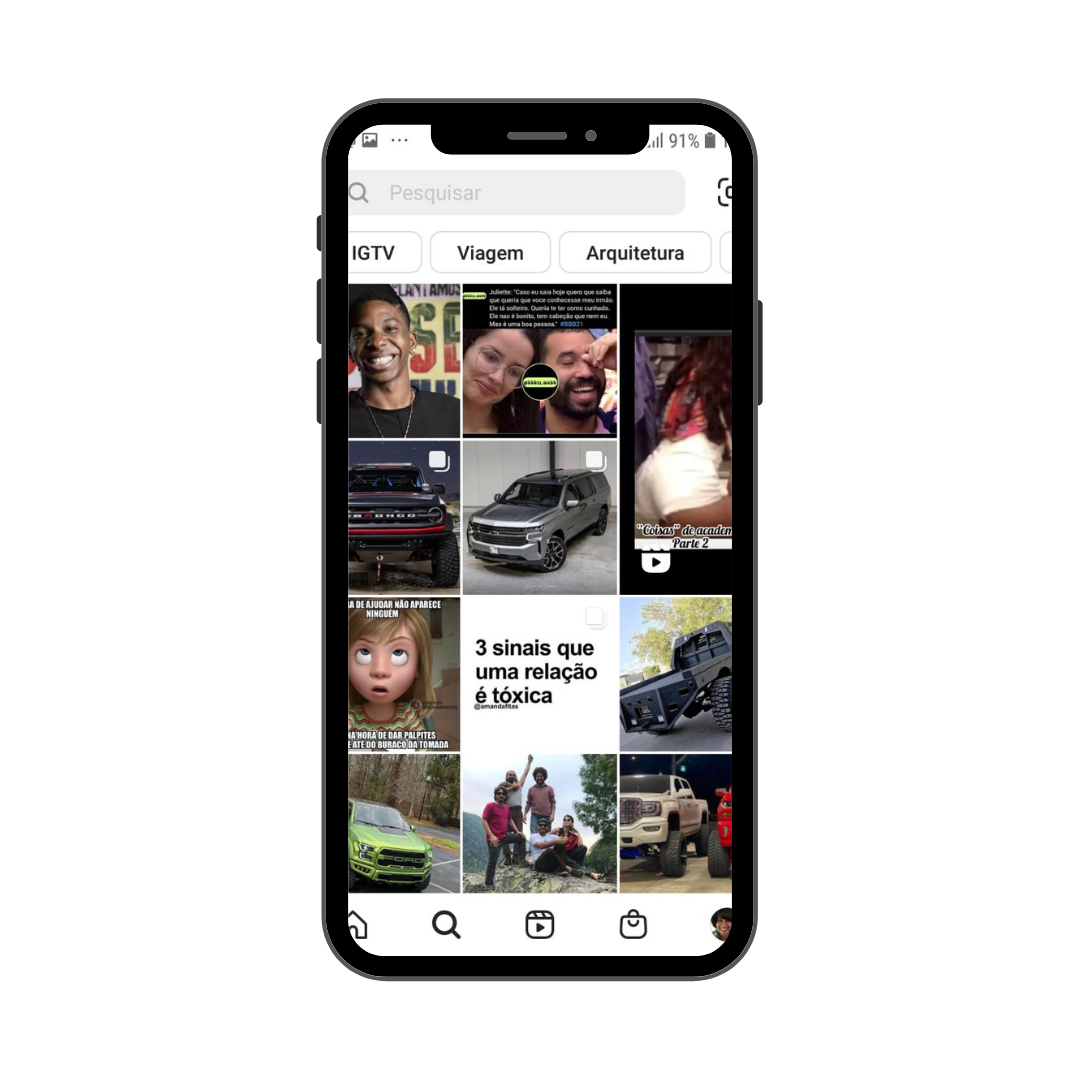 91%
Pesquisar
IGTV
Viagem
Arquitetura
PLANTAMOS
Juliette: "Caso eu saia hoje quero que saiba
que queria que voce conhecesse meu irmão.
Ele tá solteiro. Queria te ter como cunhado.
Ele nao é bonito, tem cabeção que nem eu.
Mas é uma boa pessoa." #BBB21
"Coisas" de academ
Parte 2
BRONCO
RA DE AJUDAR NÃO APARECE
NINGUÉM
NA HORA DE DAR PALPITES
E ATÉ DO BURACO DA TOMADA
3 sinais que
uma relação
é tóxica
@amandafitas
FORD